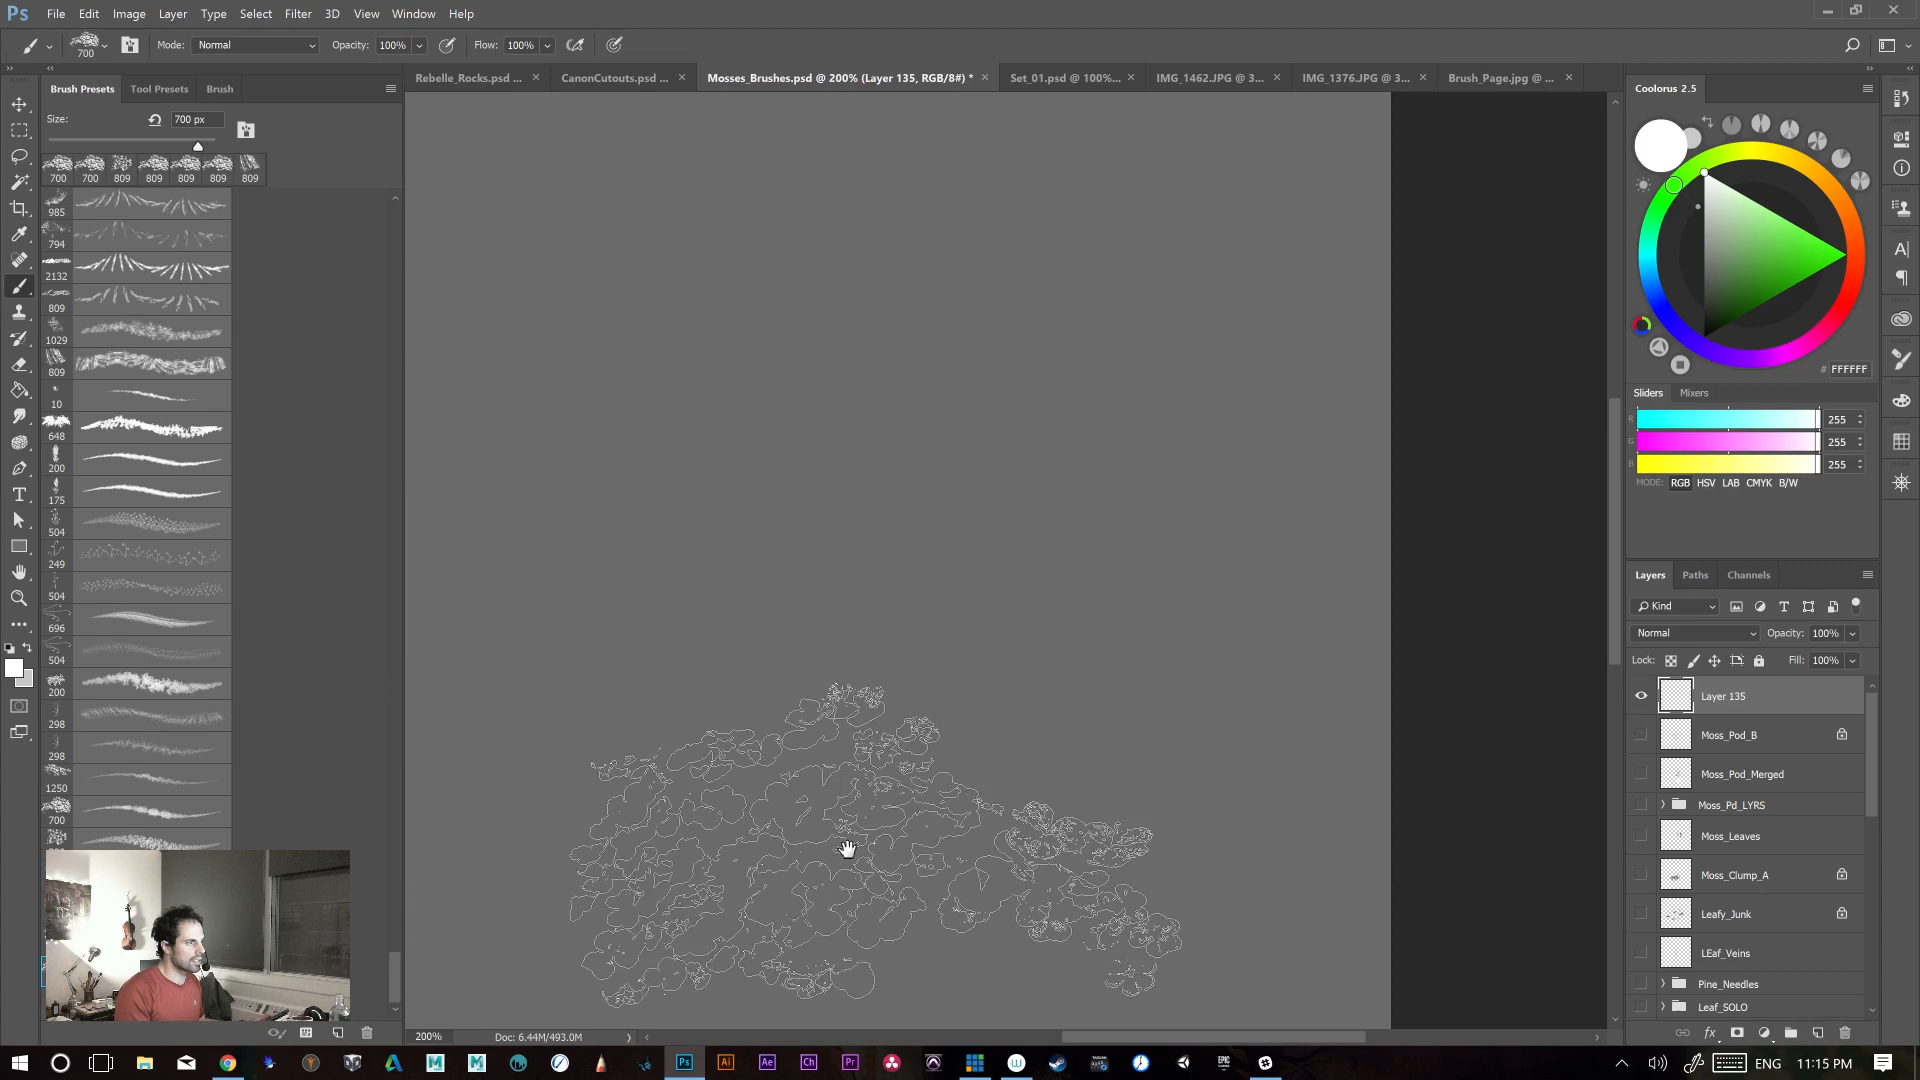 Ps File Edit Image Layer Type Select Filter 3D View Window Help
700 Mode: Normal Opacity: 100% Flow: 100%
Rebelle_Rocks.psd ... CanonCutouts.psd ... Mosses_Brushes.psd @ 200% (Layer 135, RGB/8#) * Set_01.psd @ 100%... IMG_1462.JPG @ 3... IMG_1376.JPG @ 3... Brush_Page.jpg @ ...
Brush Presets Tool Presets Brush
Size: 700 px
700 700 809 809 809 809 809
985
794
2132
809
1029
809
10
648
200
175
504
249
504
696
504
200
298
298
1250
700
200% Doc: 6.44M/493.0M
Coolorus 2.5
# FFFFFF
Sliders Mixers
R 255
G 255
B 255
MODE: RGB HSV LAB CMYK B/W
Layers Paths Channels
Kind
Normal Opacity: 100%
Lock: Fill: 100%
Layer 135
Moss_Pod_B
Moss_Pod_Merged
Moss_Pd_LYRS
Moss_Leaves
Moss_Clump_A
Leafy_Junk
LEaf_Veins
Pine_Needles
Leaf_SOLO
Ps Ai Ae Ch Pr EPIC ENG 11:15 PM